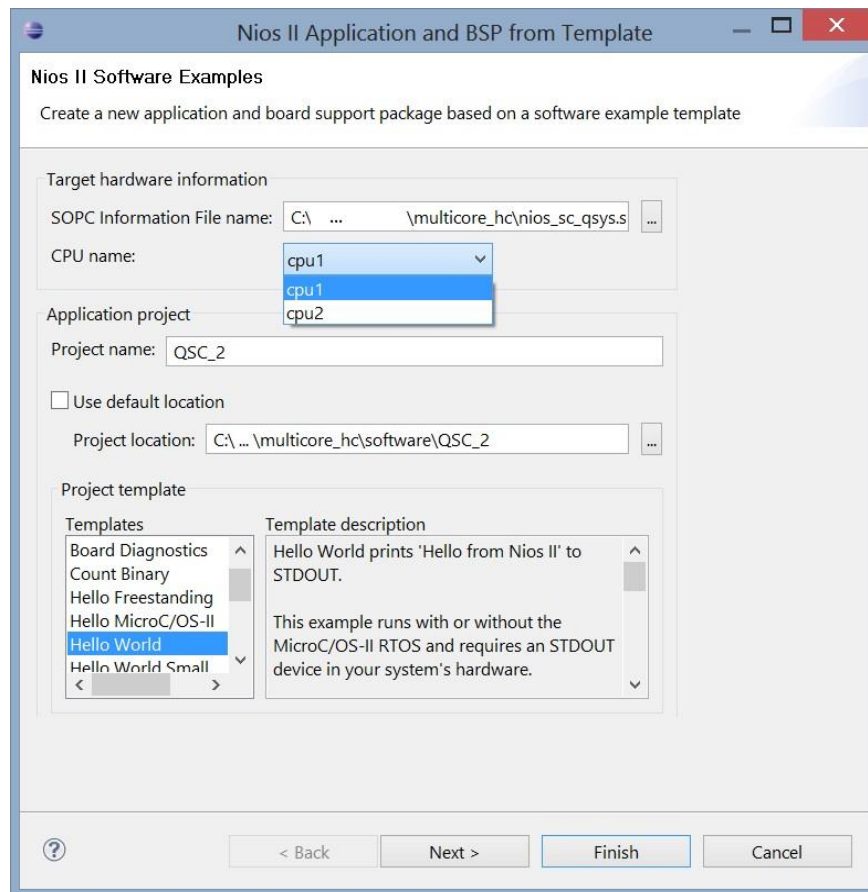 Nios II Application and BSP from Template
Nios II Software Examples
Create a new application and board support package based on a software example template
Target hardware information
SOPC Information File name: C:\ ... \multicore_hc\nios_sc_qsys.s ...
CPU name: cpu1
cpu1
cpu2
Application project
Project name: QSC_2
Use default location
Project location: C:\ ... \multicore_hc\software\QSC_2 ...
Project template
Templates
Board Diagnostics
Count Binary
Hello Freestanding
Hello MicroC/OS-II
Hello World
Hello World Small
Template description
Hello World prints 'Hello from Nios II' to
STDOUT.
This example runs with or without the
MicroC/OS-II RTOS and requires an STDOUT
device in your system's hardware.
? < Back Next > Finish Cancel